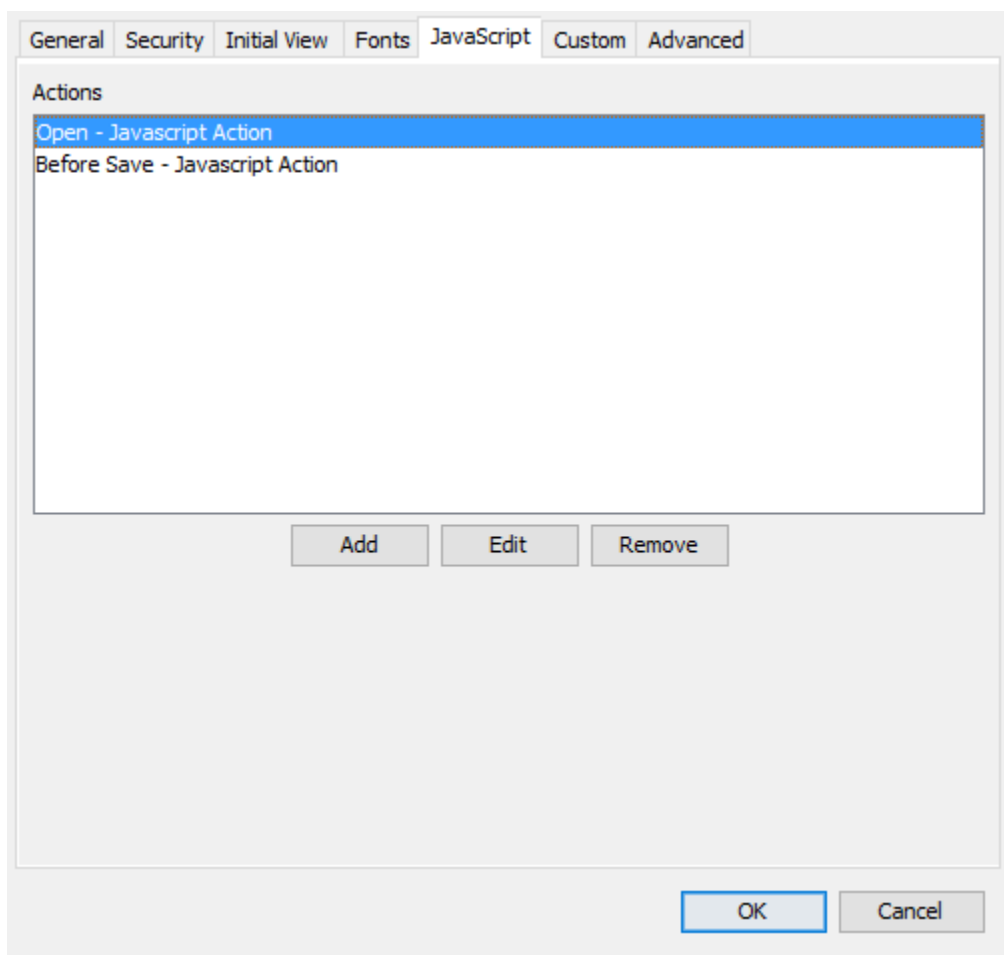 General Security Initial View Fonts JavaScript Custom Advanced
Actions
Open - Javascript Action
Before Save - Javascript Action
Add Edit Remove
OK Cancel